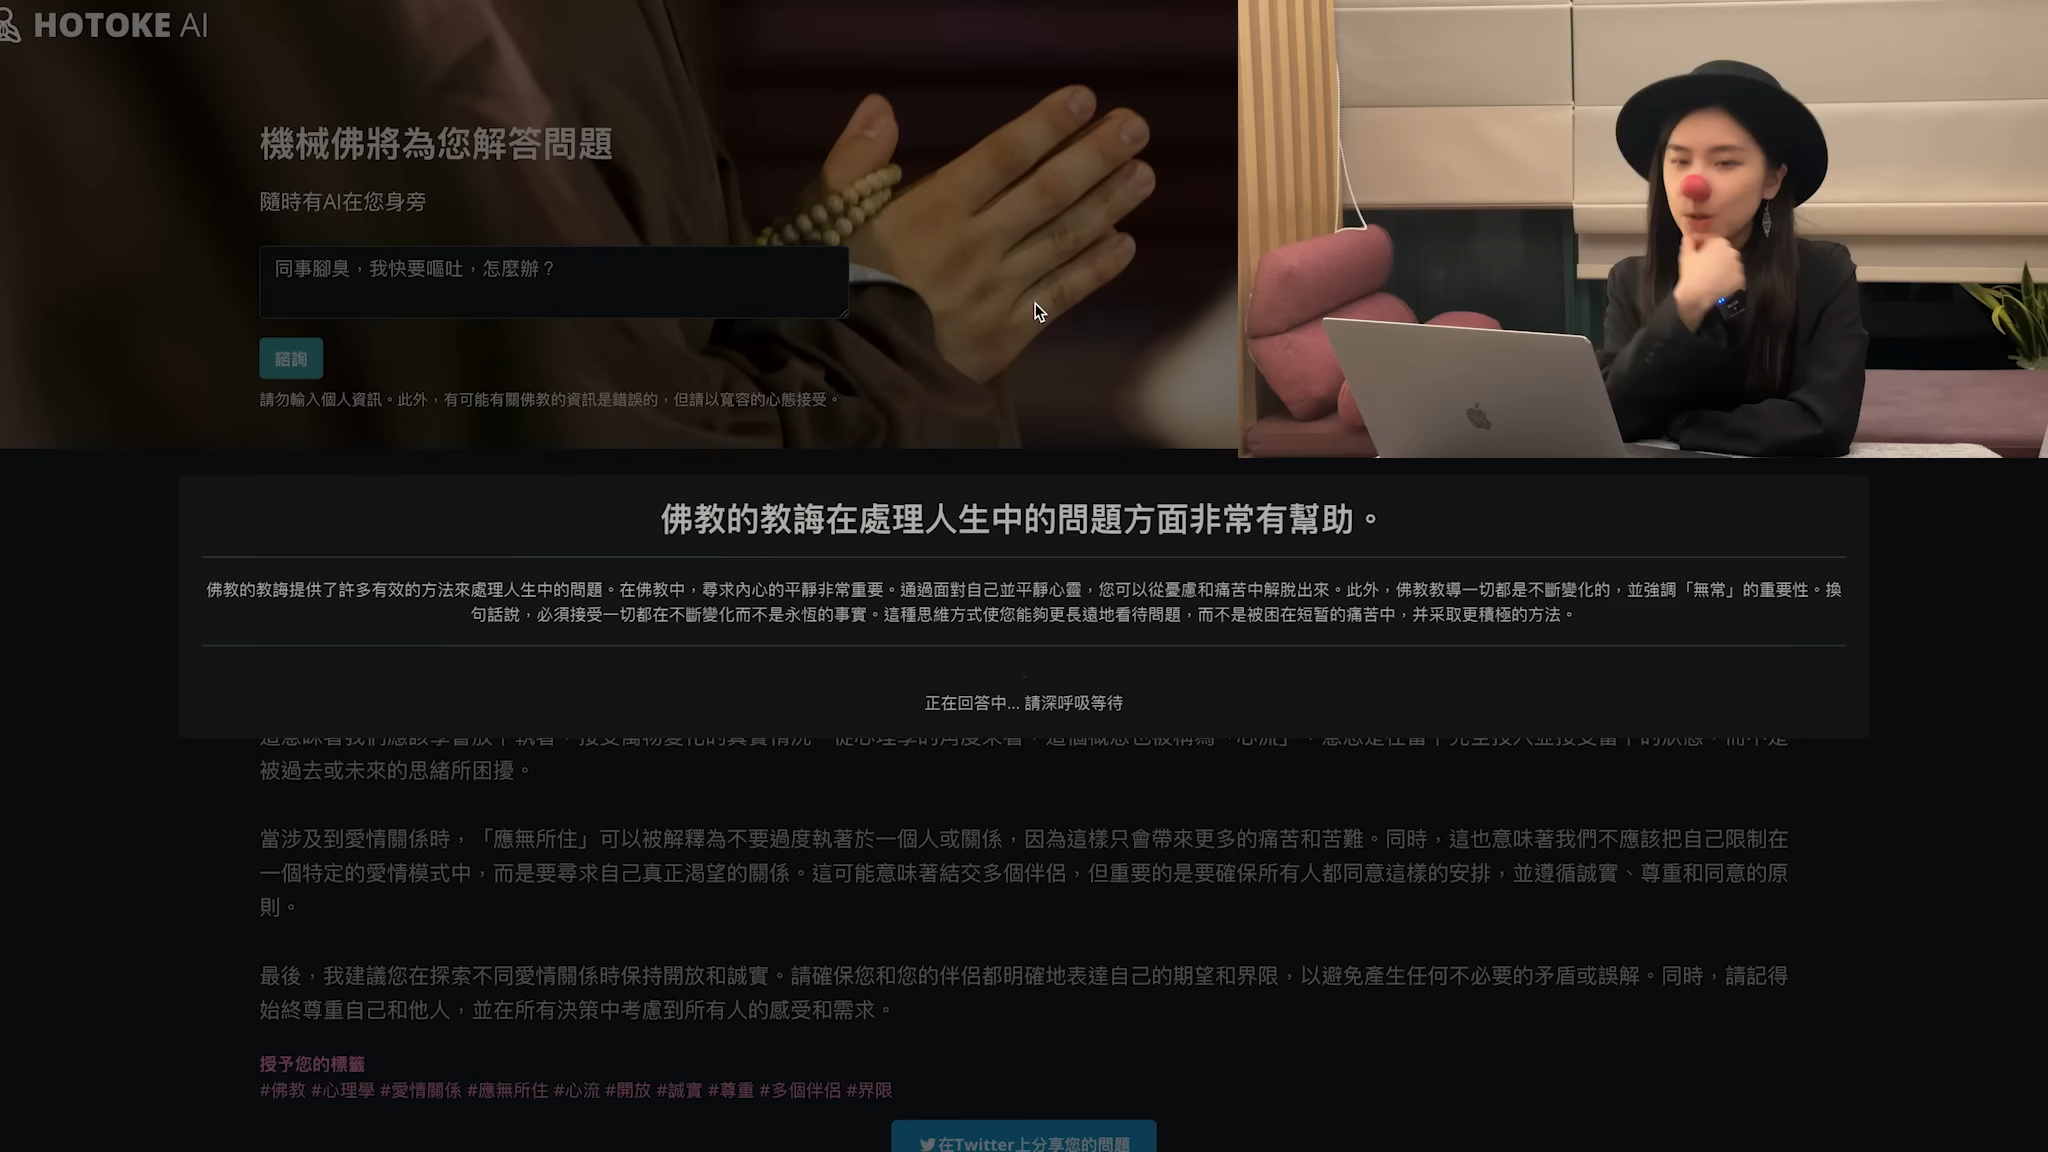 HOTOKE AI
機械佛將為您解答問題
隨時有AI在您身旁
同事腳臭，我快要嘔吐，怎麼辦？
諮詢
請勿輸入個人資訊。此外，有可能有關佛教的資訊是錯誤的，但請以寬容的心態接受。
佛教的教誨在處理人生中的問題方面非常有幫助。
佛教的教誨提供了許多有效的方法來處理人生中的問題。在佛教中，尋求內心的平靜非常重要。通過面對自己並平靜心靈，您可以從憂慮和痛苦中解脫出來。此外，佛教教導一切都是不斷變化的，並強調「無常」的重要性。換
句話說，必須接受一切都在不斷變化而不是永恆的事實。這種思維方式使您能夠更長遠地看待問題，而不是被困在短暫的痛苦中，并采取更積極的方法。
正在回答中... 請深呼吸等待
被過去或未來的思緒所困擾。
當涉及到愛情關係時，「應無所住」可以被解釋為不要過度執著於一個人或關係，因為這樣只會帶來更多的痛苦和苦難。同時，這也意味著我們不應該把自己限制在
一個特定的愛情模式中，而是要尋求自己真正渴望的關係。這可能意味著結交多個伴侶，但重要的是要確保所有人都同意這樣的安排，並遵循誠實、尊重和同意的原
則。
最後，我建議您在探索不同愛情關係時保持開放和誠實。請確保您和您的伴侶都明確地表達自己的期望和界限，以避免產生任何不必要的矛盾或誤解。同時，請記得
始終尊重自己和他人，並在所有決策中考慮到所有人的感受和需求。
授予您的標籤
#佛教 #心理學 #愛情關係 #應無所住 #心流 #開放 #誠實 #尊重 #多個伴侶 #界限
在Twitter上分享您的問題